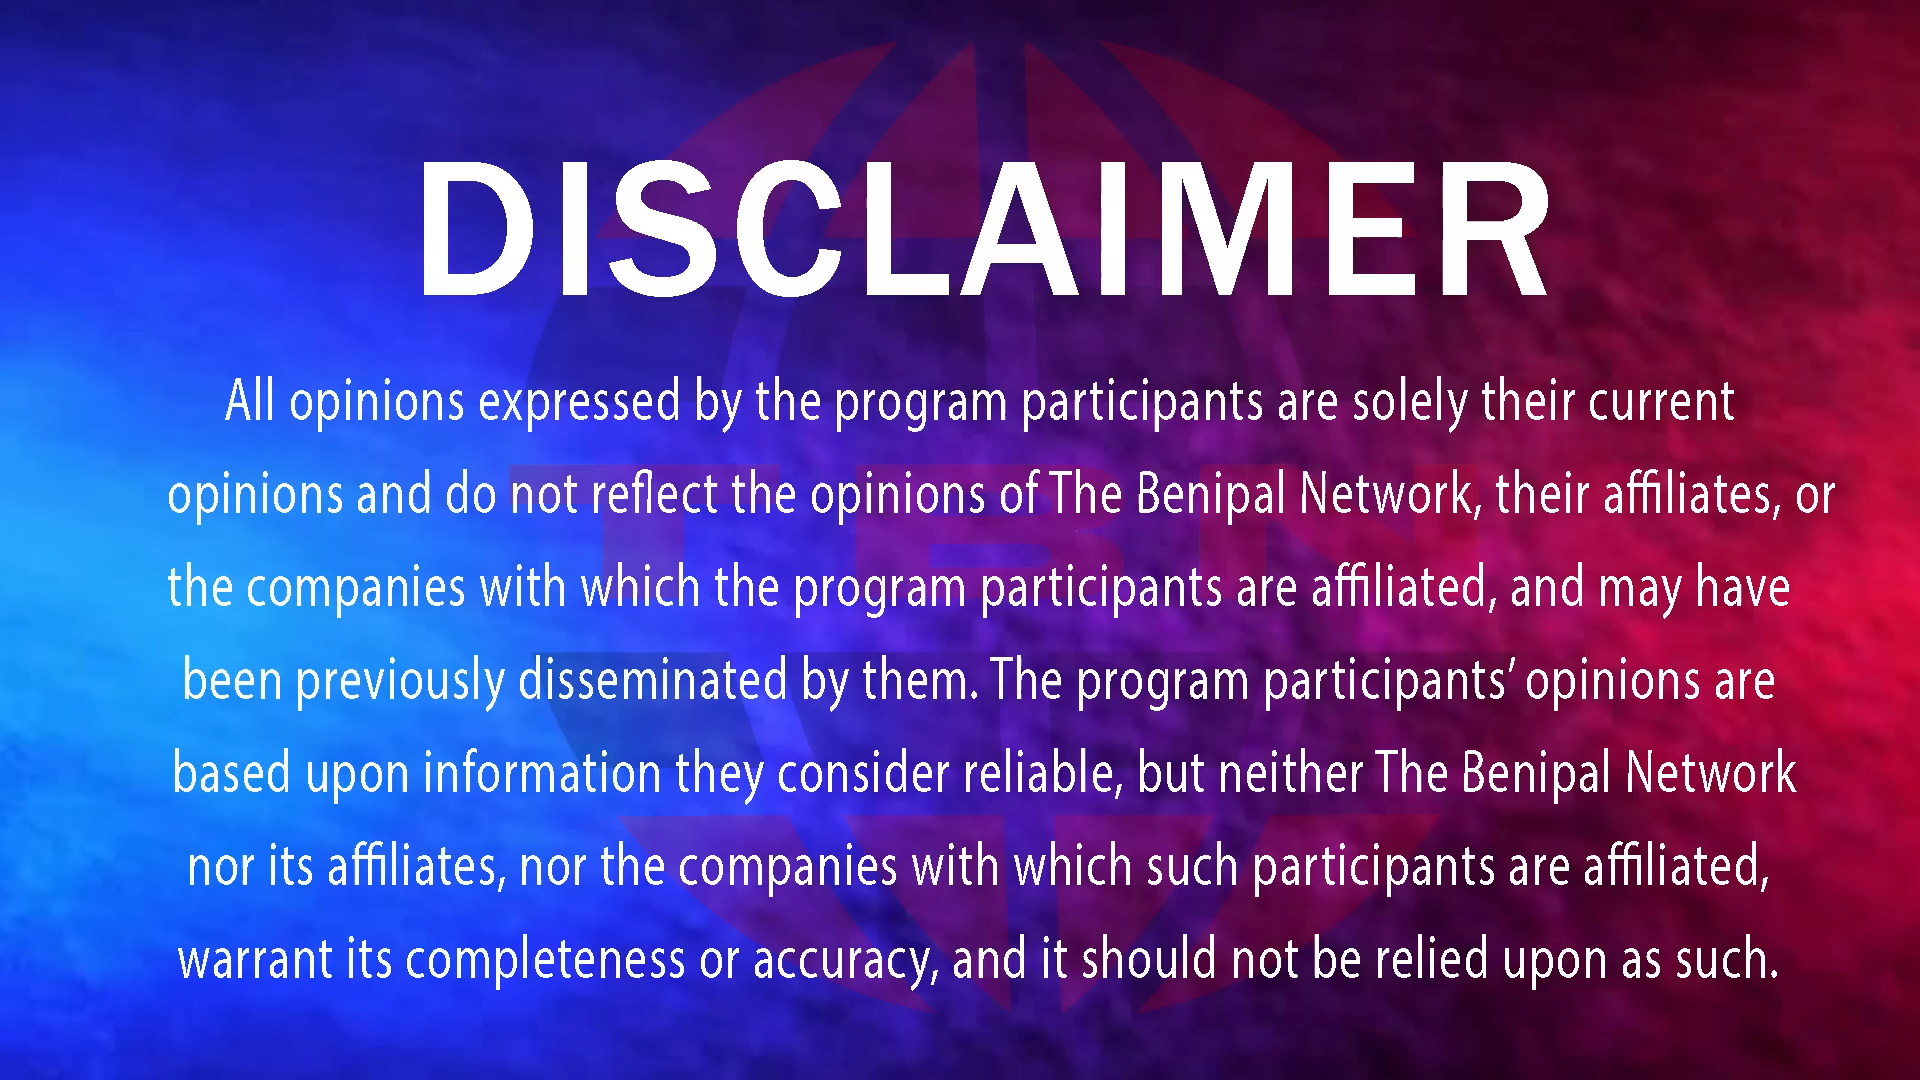 DISCLAIMER
All opinions expressed by the program participants are solely their current
opinions and do not reflect the opinions of The Benipal Network, their affiliates, or
the companies with which the program participants are affiliated, and may have
been previously disseminated by them. The program participants’ opinions are
based upon information they consider reliable, but neither The Benipal Network
nor its affiliates, nor the companies with which such participants are affiliated,
warrant its completeness or accuracy, and it should not be relied upon as such.
TBN